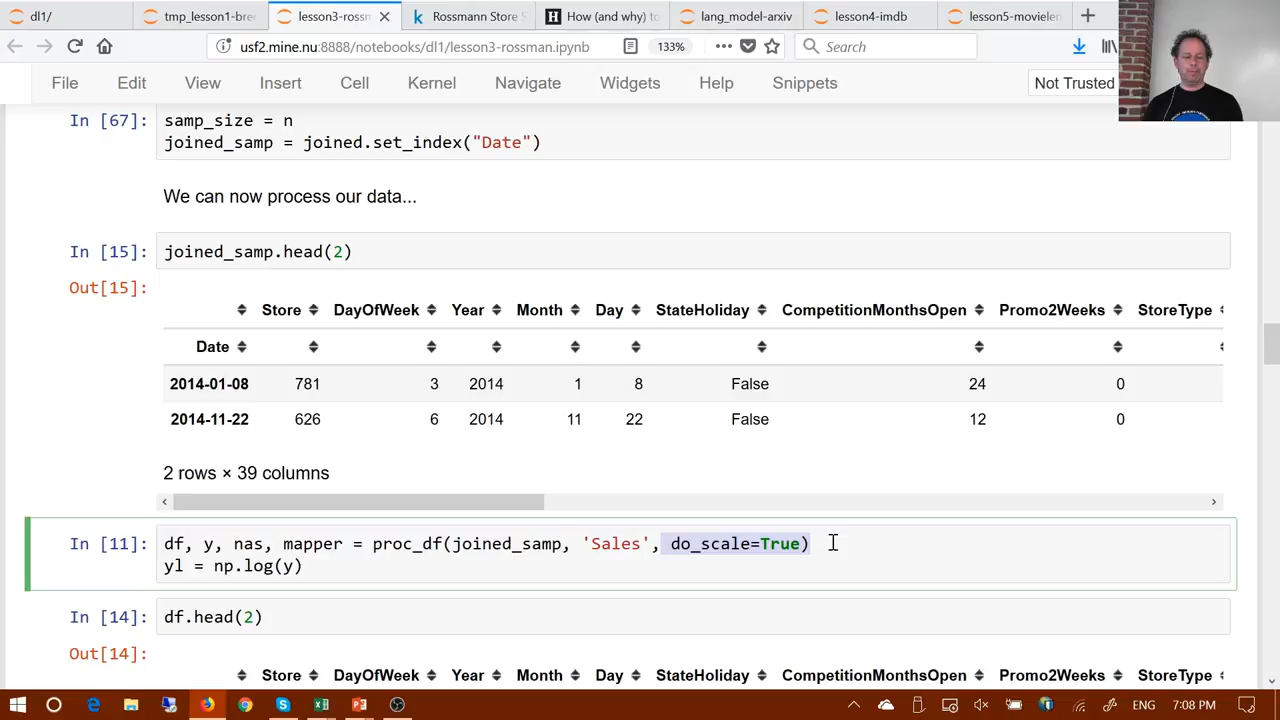 dl1/
tmp_lesson1-bree
lesson3-rossm
Rossmann Store S
How (and why) to
lang_model-arxiv
lesson4-imdb
lesson5-movielen
usf2.mine.nu:8888/notebooks/dl1/lesson3-rossman.ipynb
133%
Search
File Edit View Insert Cell Kernel Navigate Widgets Help Snippets
Not Trusted
In [67]: samp_size = n
joined_samp = joined.set_index("Date")
We can now process our data...
In [15]: joined_samp.head(2)
Out[15]:
Store DayOfWeek Year Month Day StateHoliday CompetitionMonthsOpen Promo2Weeks StoreType
Date
2014-01-08 781 3 2014 1 8 False 24 0
2014-11-22 626 6 2014 11 22 False 12 0
2 rows × 39 columns
In [11]: df, y, nas, mapper = proc_df(joined_samp, 'Sales', do_scale=True)
yl = np.log(y)
In [14]: df.head(2)
Out[14]:
Store DayOfWeek Year Month Day StateHoliday CompetitionMonthsOpen Promo2Weeks StoreType
ENG 7:08 PM